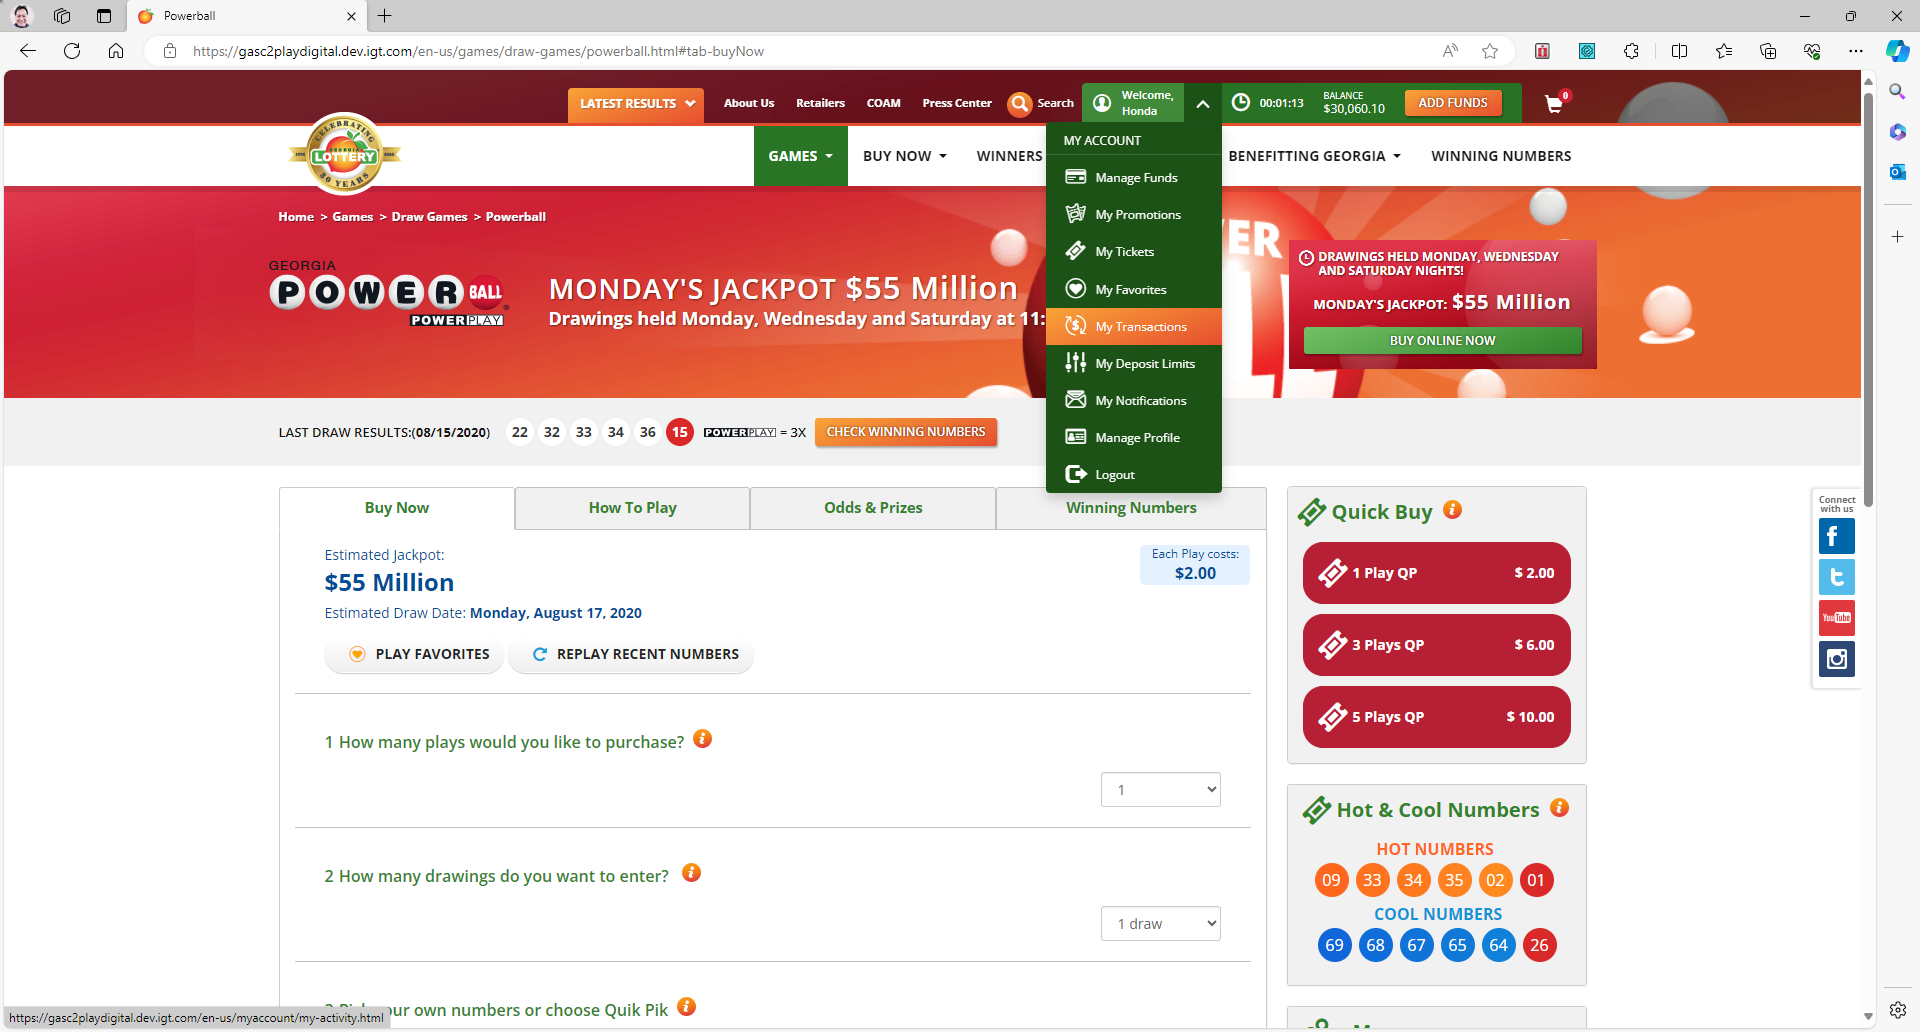 Powerball
https://gasc2playdigital.dev.igt.com/en-us/games/draw-games/powerball.html#tab-buyNow
LATEST RESULTS
About Us
Retailers
COAM
Press Center
Search
Welcome,
Honda
00:01:13
BALANCE
$30,060.10
ADD FUNDS
0
CELEBRATING
GEORGIA
LOTTERY
30 YEARS
GAMES
BUY NOW
WINNERS
BENEFITTING GEORGIA
WINNING NUMBERS
MY ACCOUNT
Manage Funds
My Promotions
My Tickets
My Favorites
My Transactions
My Deposit Limits
My Notifications
Manage Profile
Logout
Home > Games > Draw Games > Powerball
GEORGIA
POWER BALL
POWERPLAY
MONDAY'S JACKPOT $55 Million
Drawings held Monday, Wednesday and Saturday at 11:
ER
DRAWINGS HELD MONDAY, WEDNESDAY
AND SATURDAY NIGHTS!
MONDAY'S JACKPOT: $55 Million
BUY ONLINE NOW
LAST DRAW RESULTS:(08/15/2020) 22 32 33 34 36 15 POWERPLAY = 3X
CHECK WINNING NUMBERS
Buy Now
How To Play
Odds & Prizes
Winning Numbers
Estimated Jackpot:
$55 Million
Estimated Draw Date: Monday, August 17, 2020
Each Play costs:
$2.00
PLAY FAVORITES
REPLAY RECENT NUMBERS
1 How many plays would you like to purchase?
1
2 How many drawings do you want to enter?
1 draw
our own numbers or choose Quik Pik
Quick Buy
1 Play QP $ 2.00
3 Plays QP $ 6.00
5 Plays QP $ 10.00
Hot & Cool Numbers
HOT NUMBERS
09 33 34 35 02 01
COOL NUMBERS
69 68 67 65 64 26
Connect
with us
YouTube
https://gasc2playdigital.dev.igt.com/en-us/myaccount/my-activity.html